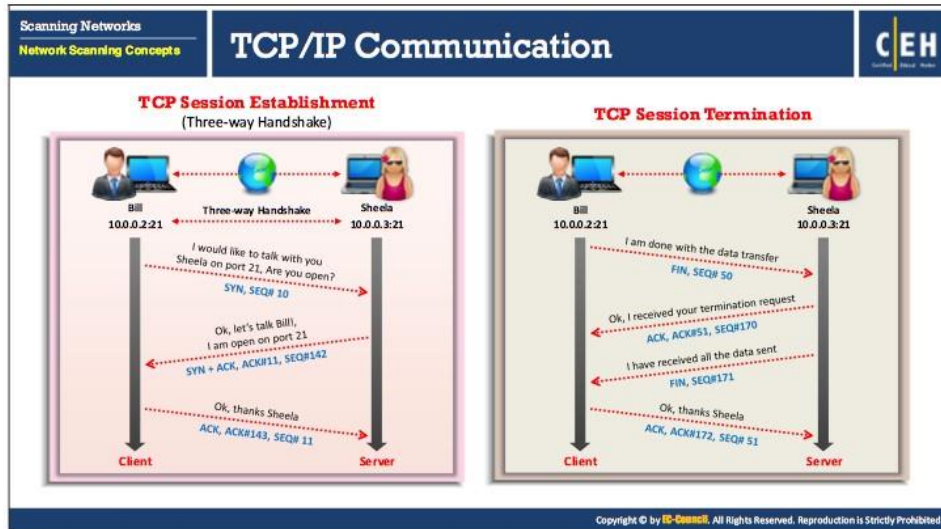 Scanning Networks
Network Scanning Concepts
TCP/IP Communication
C|EH
Certified Ethical Hacker
TCP Session Establishment
(Three-way Handshake)
Bill
10.0.0.2:21
Three-way Handshake
Sheela
10.0.0.3:21
I would like to talk with you
Sheela on port 21, Are you open?
SYN, SEQ# 10
Ok, let's talk Bill!,
I am open on port 21
SYN + ACK, ACK#11, SEQ#142
Ok, thanks Sheela
ACK, ACK#143, SEQ# 11
Client
Server
TCP Session Termination
Bill
10.0.0.2:21
Sheela
10.0.0.3:21
I am done with the data transfer
FIN, SEQ# 50
Ok, I received your termination request
ACK, ACK#51, SEQ#170
I have received all the data sent
FIN, SEQ#171
Ok, thanks Sheela
ACK, ACK#172, SEQ# 51
Client
Server
Copyright © by EC-Council. All Rights Reserved. Reproduction is Strictly Prohibited